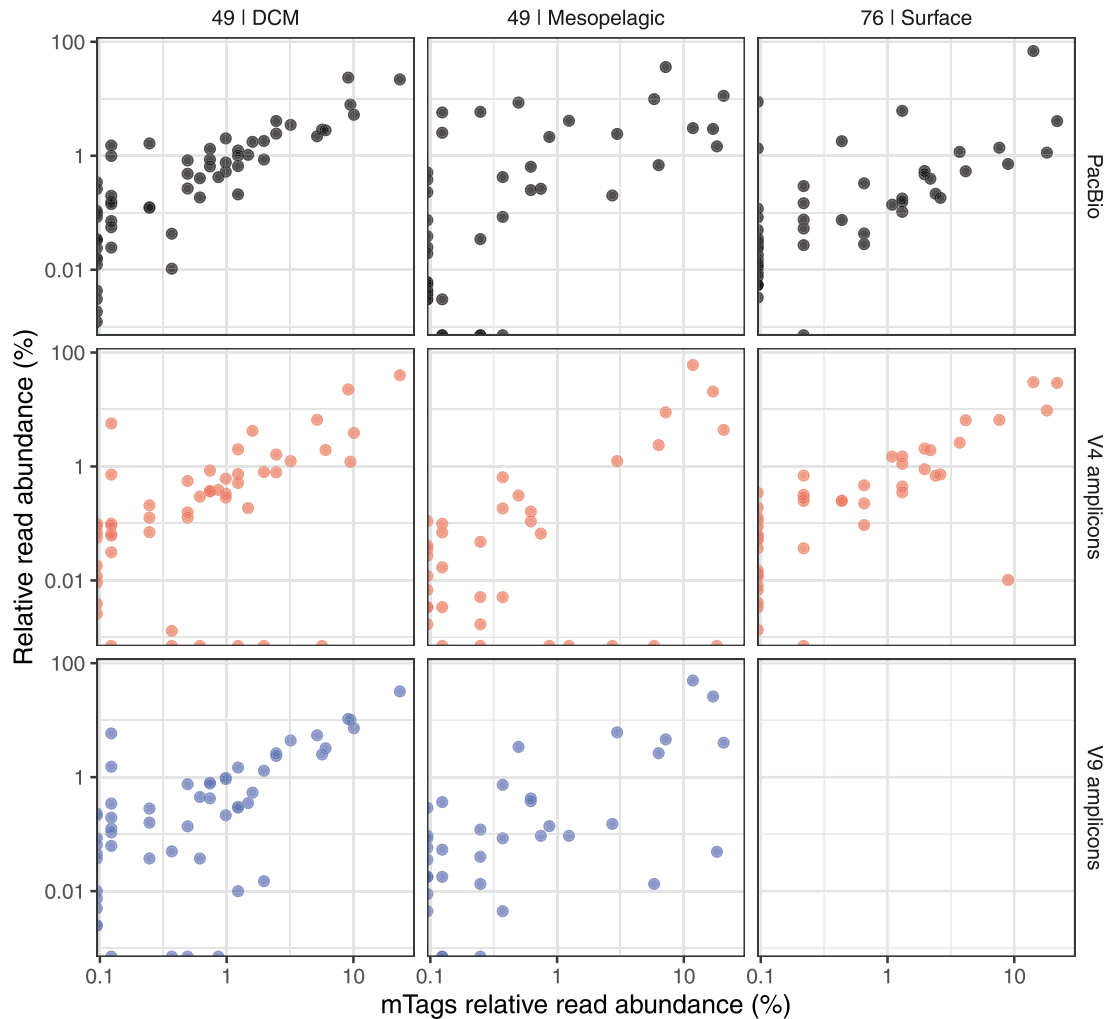 49 | DCM
49 | Mesopelagic
76 | Surface
100
1
0.01
PacBio
100
1
0.01
V4 amplicons
100
1
0.01
V9 amplicons
Relative read abundance (%)
0.1
1
10
0.1
1
10
0.1
1
10
mTags relative read abundance (%)